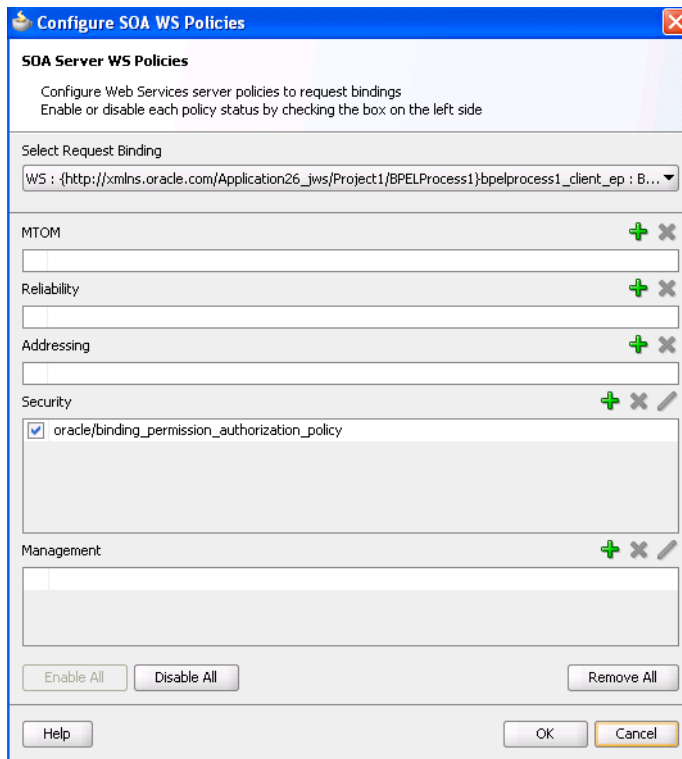 Configure SOA WS Policies
SOA Server WS Policies
Configure Web Services server policies to request bindings
Enable or disable each policy status by checking the box on the left side
Select Request Binding
WS : {http://xmlns.oracle.com/Application26_jws/Project1/BPELProcess1}bpelprocess1_client_ep : B...
MTOM
Reliability
Addressing
Security
oracle/binding_permission_authorization_policy
Management
Enable All Disable All Remove All
Help OK Cancel